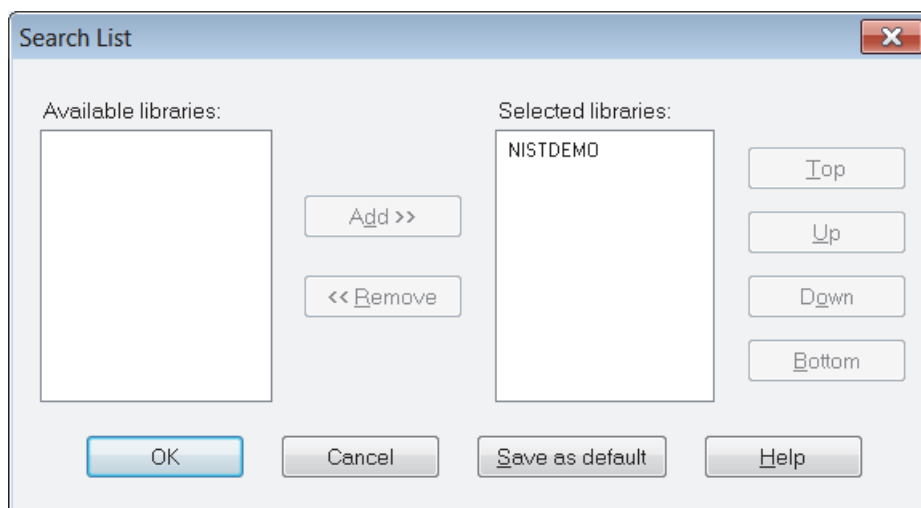 Search List
Available libraries:
Selected libraries:
NISTDEMO
Add >>
<< Remove
Top
Up
Down
Bottom
OK
Cancel
Save as default
Help